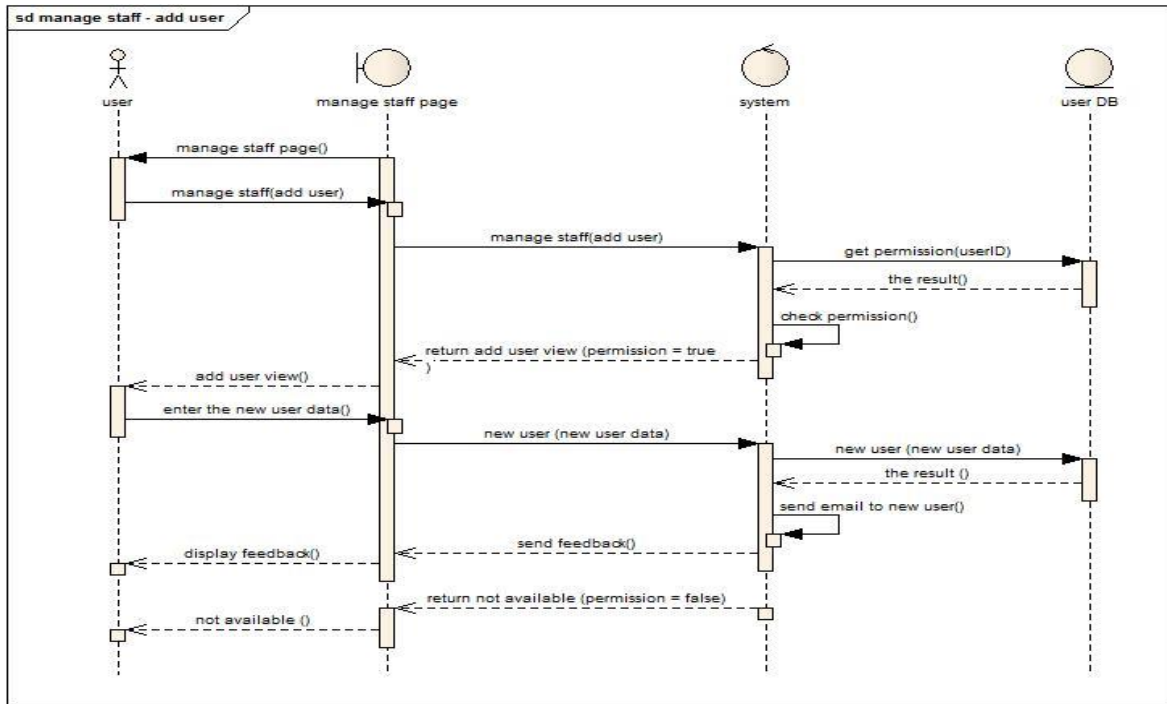 sd manage staff - add user
user
manage staff page
system
user DB
manage staff page()
manage staff(add user)
manage staff(add user)
get permission(userID)
the result()
check permission()
return add user view (permission = true
)
add user view()
enter the new user data()
new user (new user data)
new user (new user data)
the result ()
send email to new user()
send feedback()
display feedback()
return not available (permission = false)
not available ()